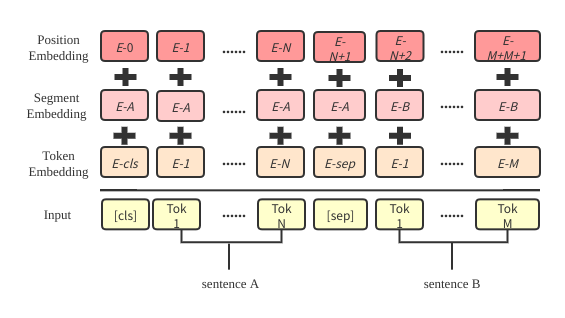 Position
Embedding
E-0
E-1
......
E-N
E-
N+1
E-
N+2
......
E-
M+M+1
Segment
Embedding
E-A
E-A
......
E-A
E-A
E-B
......
E-B
Token
Embedding
E-cls
E-1
......
E-N
E-sep
E-1
......
E-M
Input
[cls]
Tok
1
......
Tok
N
[sep]
Tok
1
......
Tok
M
sentence A
sentence B